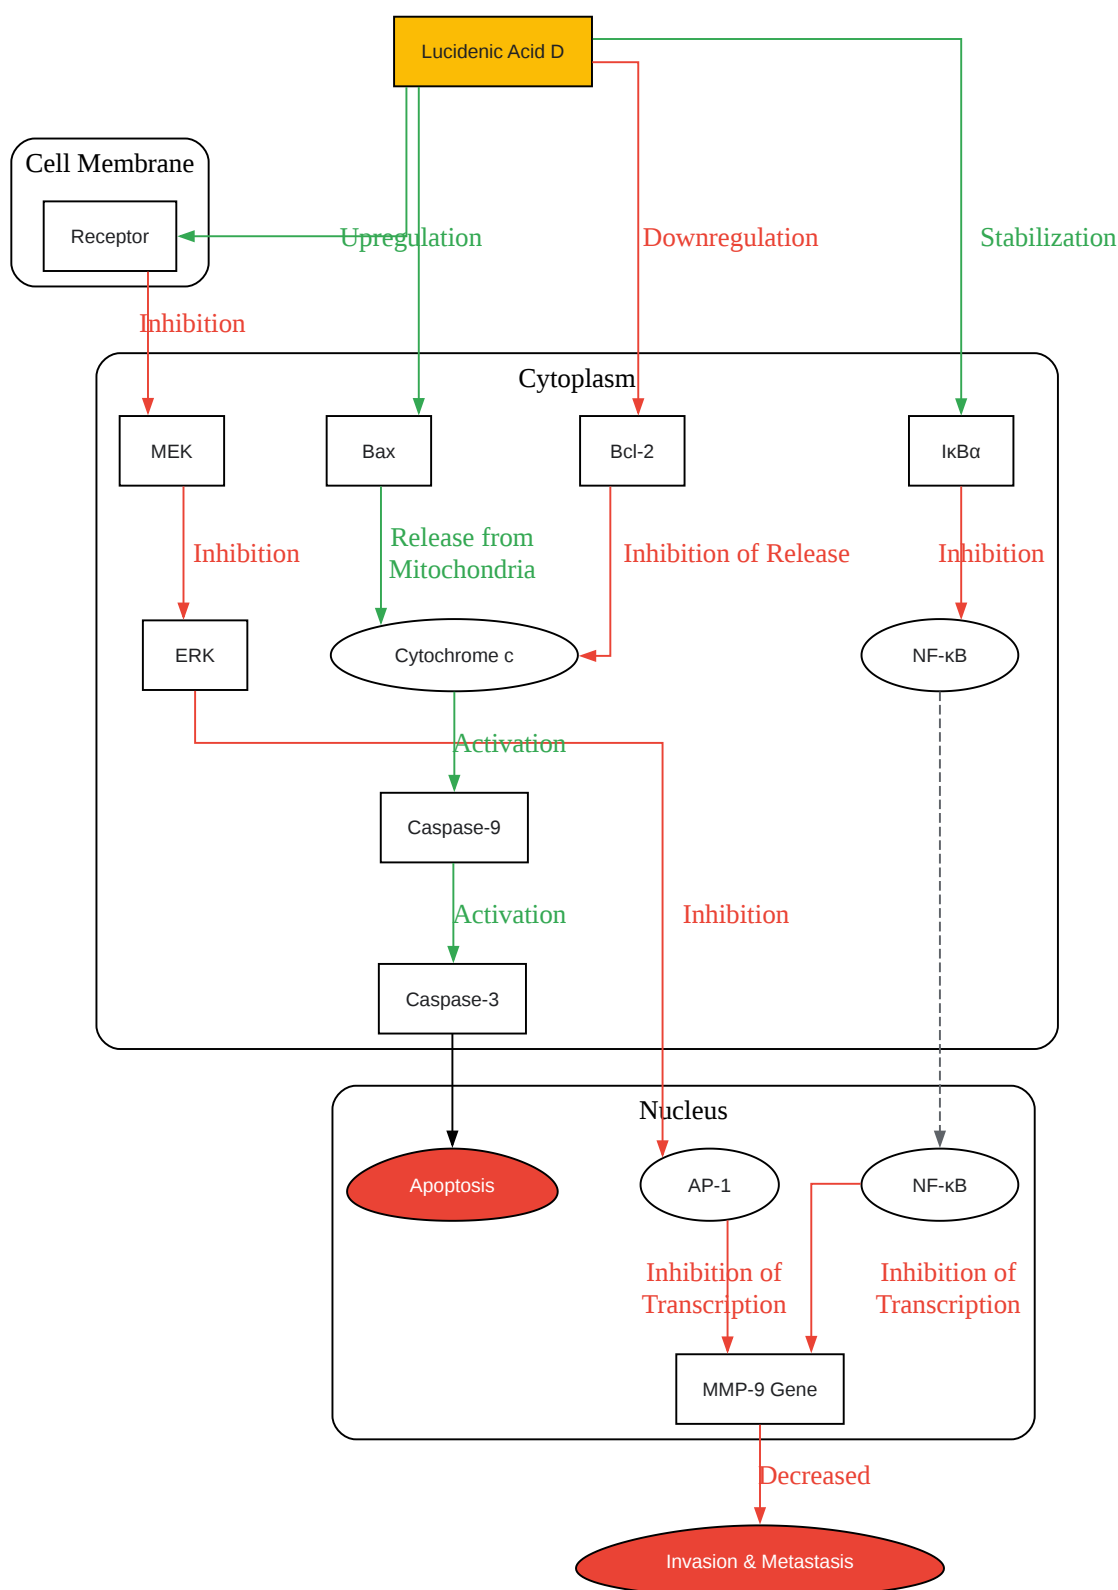 Lucidenic Acid D
Cell Membrane
Receptor
Upregulation
Downregulation
Stabilization
Inhibition
Cytoplasm
MEK
Bax
Bcl-2
IκBα
Inhibition
Release from
Mitochondria
Inhibition of Release
Inhibition
ERK
Cytochrome c
NF-κB
Activation
Caspase-9
Activation
Inhibition
Caspase-3
Nucleus
Apoptosis
AP-1
NF-κB
Inhibition of
Transcription
Inhibition of
Transcription
MMP-9 Gene
Decreased
Invasion & Metastasis